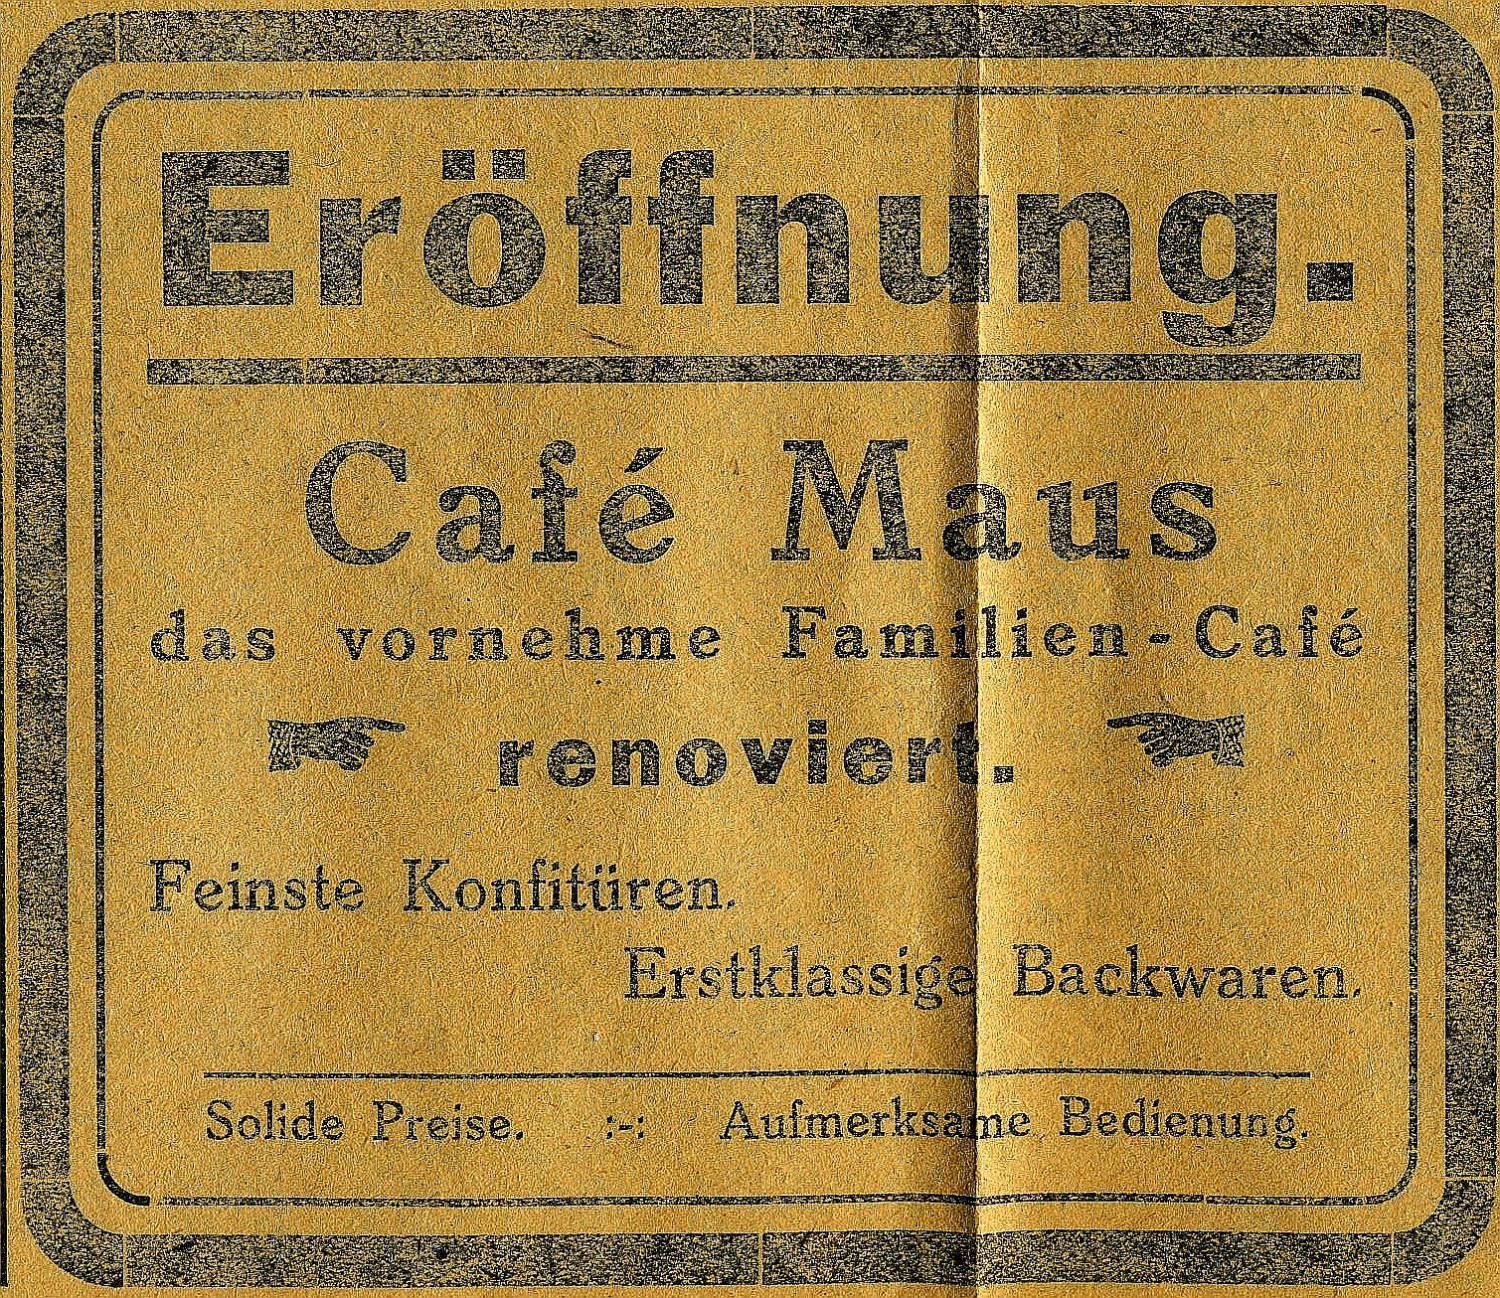 Eröffnung.
Café Maus
das vornehme Familien-Café
renoviert.
Feinste Konfitüren.
Erstklassige Backwaren.
Solide Preise. :-: Aufmerksame Bedienung.